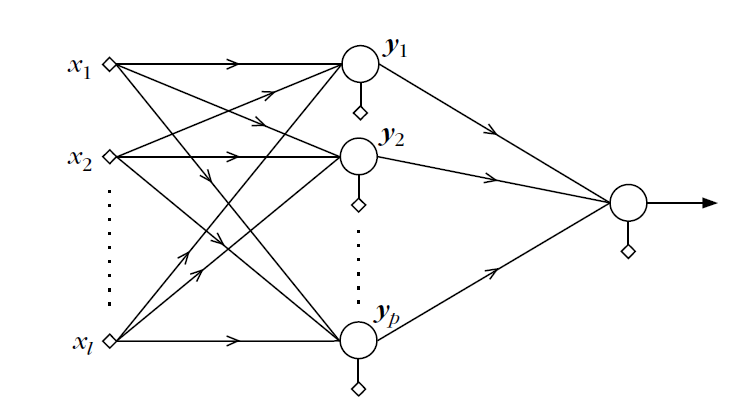 x₁
y₁
x₂
y₂
xₗ
yₚ